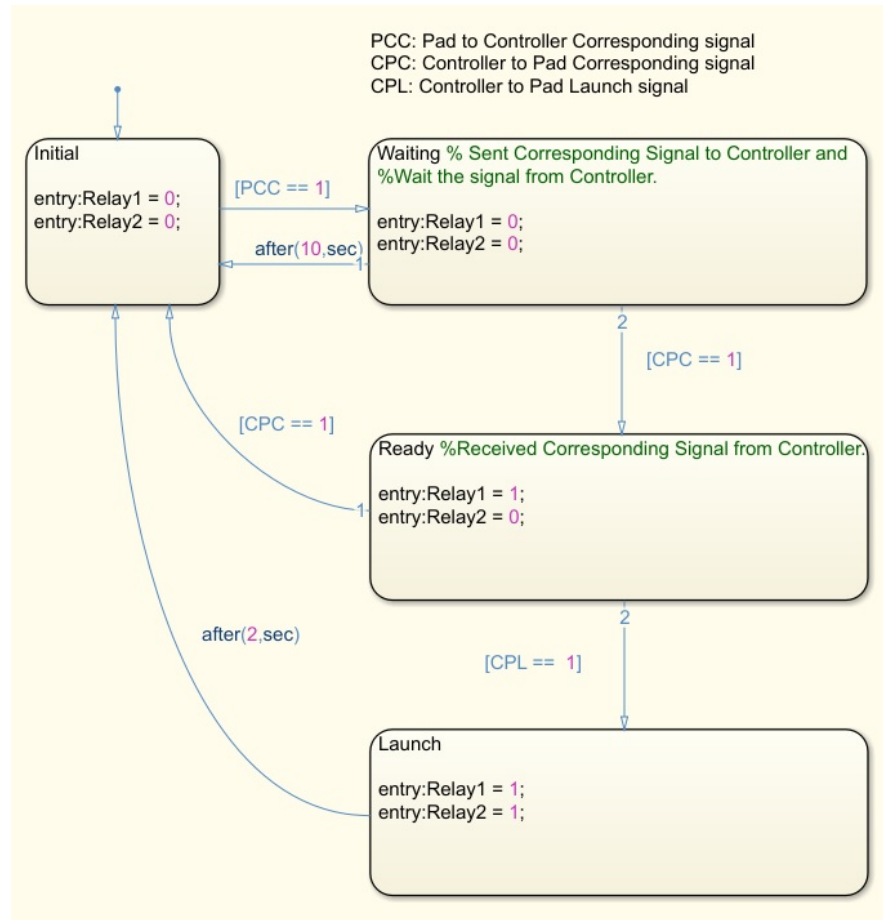 PCC: Pad to Controller Corresponding signal
CPC: Controller to Pad Corresponding signal
CPL: Controller to Pad Launch signal
Initial
entry:Relay1 = 0;
entry:Relay2 = 0;
[PCC == 1]
after(10,sec)
1
Waiting % Sent Corresponding Signal to Controller and
%Wait the signal from Controller.
entry:Relay1 = 0;
entry:Relay2 = 0;
2
[CPC == 1]
[CPC == 1]
1
Ready %Received Corresponding Signal from Controller.
entry:Relay1 = 1;
entry:Relay2 = 0;
2
after(2,sec)
[CPL == 1]
Launch
entry:Relay1 = 1;
entry:Relay2 = 1;